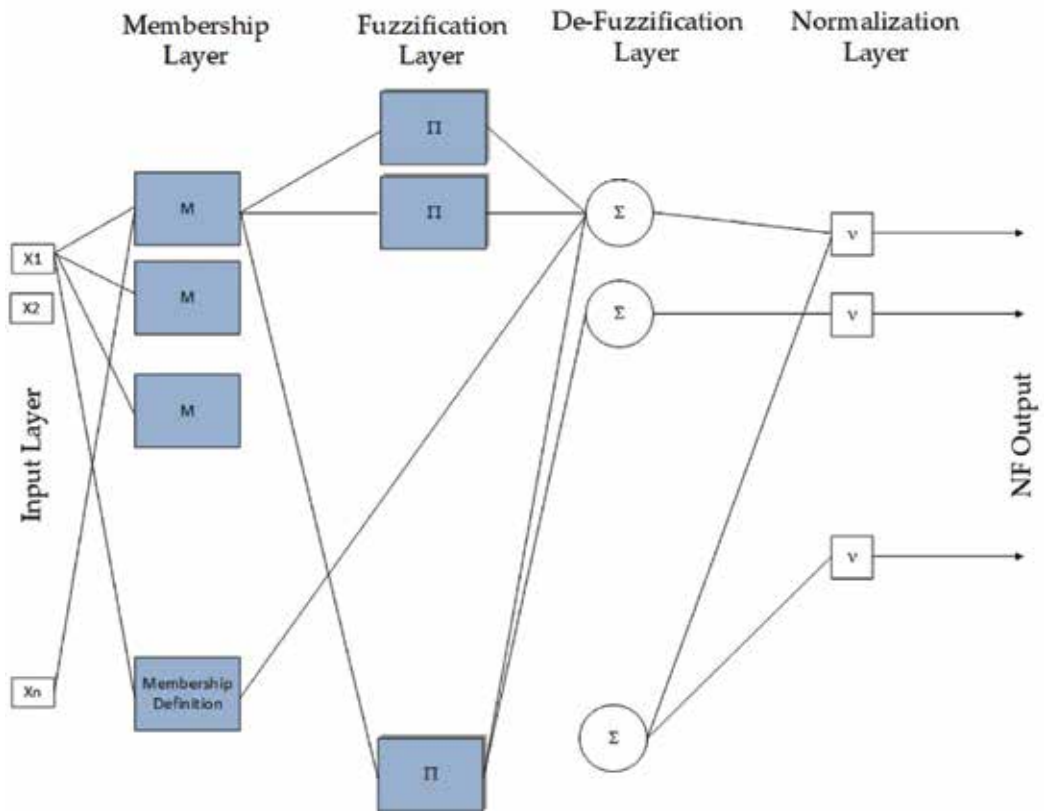 Membership
Layer
Fuzzification
Layer
De-Fuzzification
Layer
Normalization
Layer
Π
Π
M
Σ
ν
X1
M
X2
Σ
ν
M
Input Layer
NF Output
ν
Xn
Membership
Definition
Σ
Π